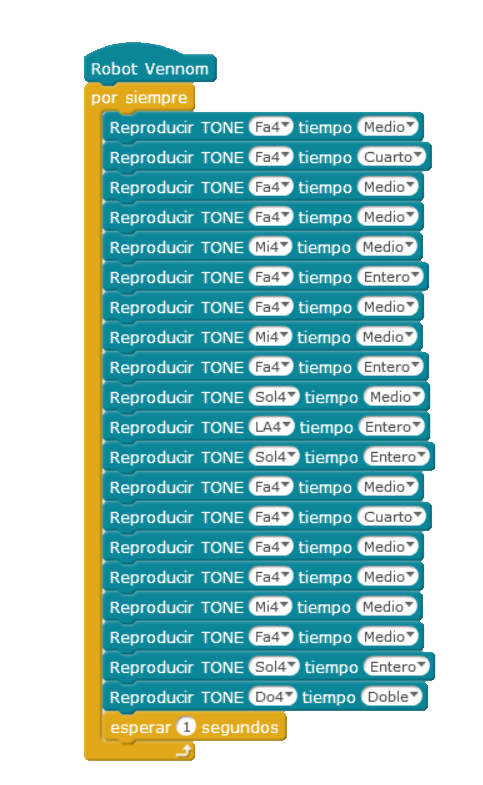 Robot Vennom
por siempre
Reproducir TONE Fa4 tiempo Medio
Reproducir TONE Fa4 tiempo Cuarto
Reproducir TONE Fa4 tiempo Medio
Reproducir TONE Fa4 tiempo Medio
Reproducir TONE Mi4 tiempo Medio
Reproducir TONE Fa4 tiempo Entero
Reproducir TONE Fa4 tiempo Medio
Reproducir TONE Mi4 tiempo Medio
Reproducir TONE Fa4 tiempo Entero
Reproducir TONE Sol4 tiempo Medio
Reproducir TONE LA4 tiempo Entero
Reproducir TONE Sol4 tiempo Entero
Reproducir TONE Fa4 tiempo Medio
Reproducir TONE Fa4 tiempo Cuarto
Reproducir TONE Fa4 tiempo Medio
Reproducir TONE Fa4 tiempo Medio
Reproducir TONE Mi4 tiempo Medio
Reproducir TONE Fa4 tiempo Medio
Reproducir TONE Sol4 tiempo Entero
Reproducir TONE Do4 tiempo Doble
esperar 1 segundos